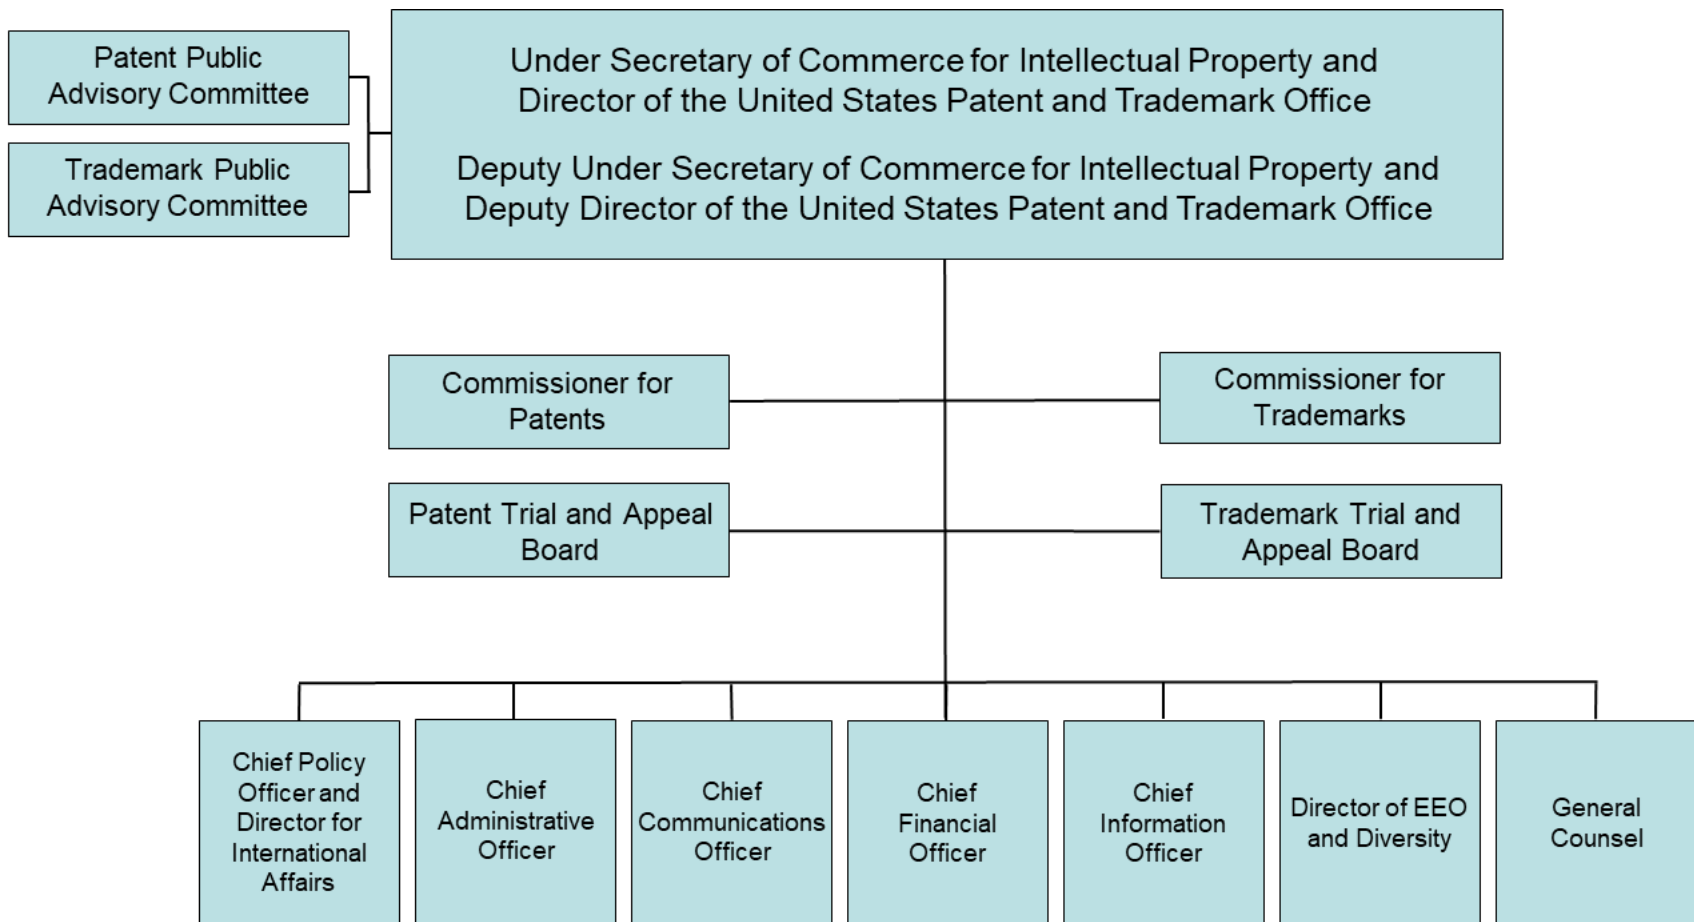 Patent Public
Advisory Committee
Trademark Public
Advisory Committee
Under Secretary of Commerce for Intellectual Property and
Director of the United States Patent and Trademark Office
Deputy Under Secretary of Commerce for Intellectual Property and
Deputy Director of the United States Patent and Trademark Office
Commissioner for
Patents
Commissioner for
Trademarks
Patent Trial and Appeal
Board
Trademark Trial and
Appeal Board
Chief Policy
Officer and
Director for
International
Affairs
Chief
Administrative
Officer
Chief
Communications
Officer
Chief
Financial
Officer
Chief
Information
Officer
Director of EEO
and Diversity
General
Counsel